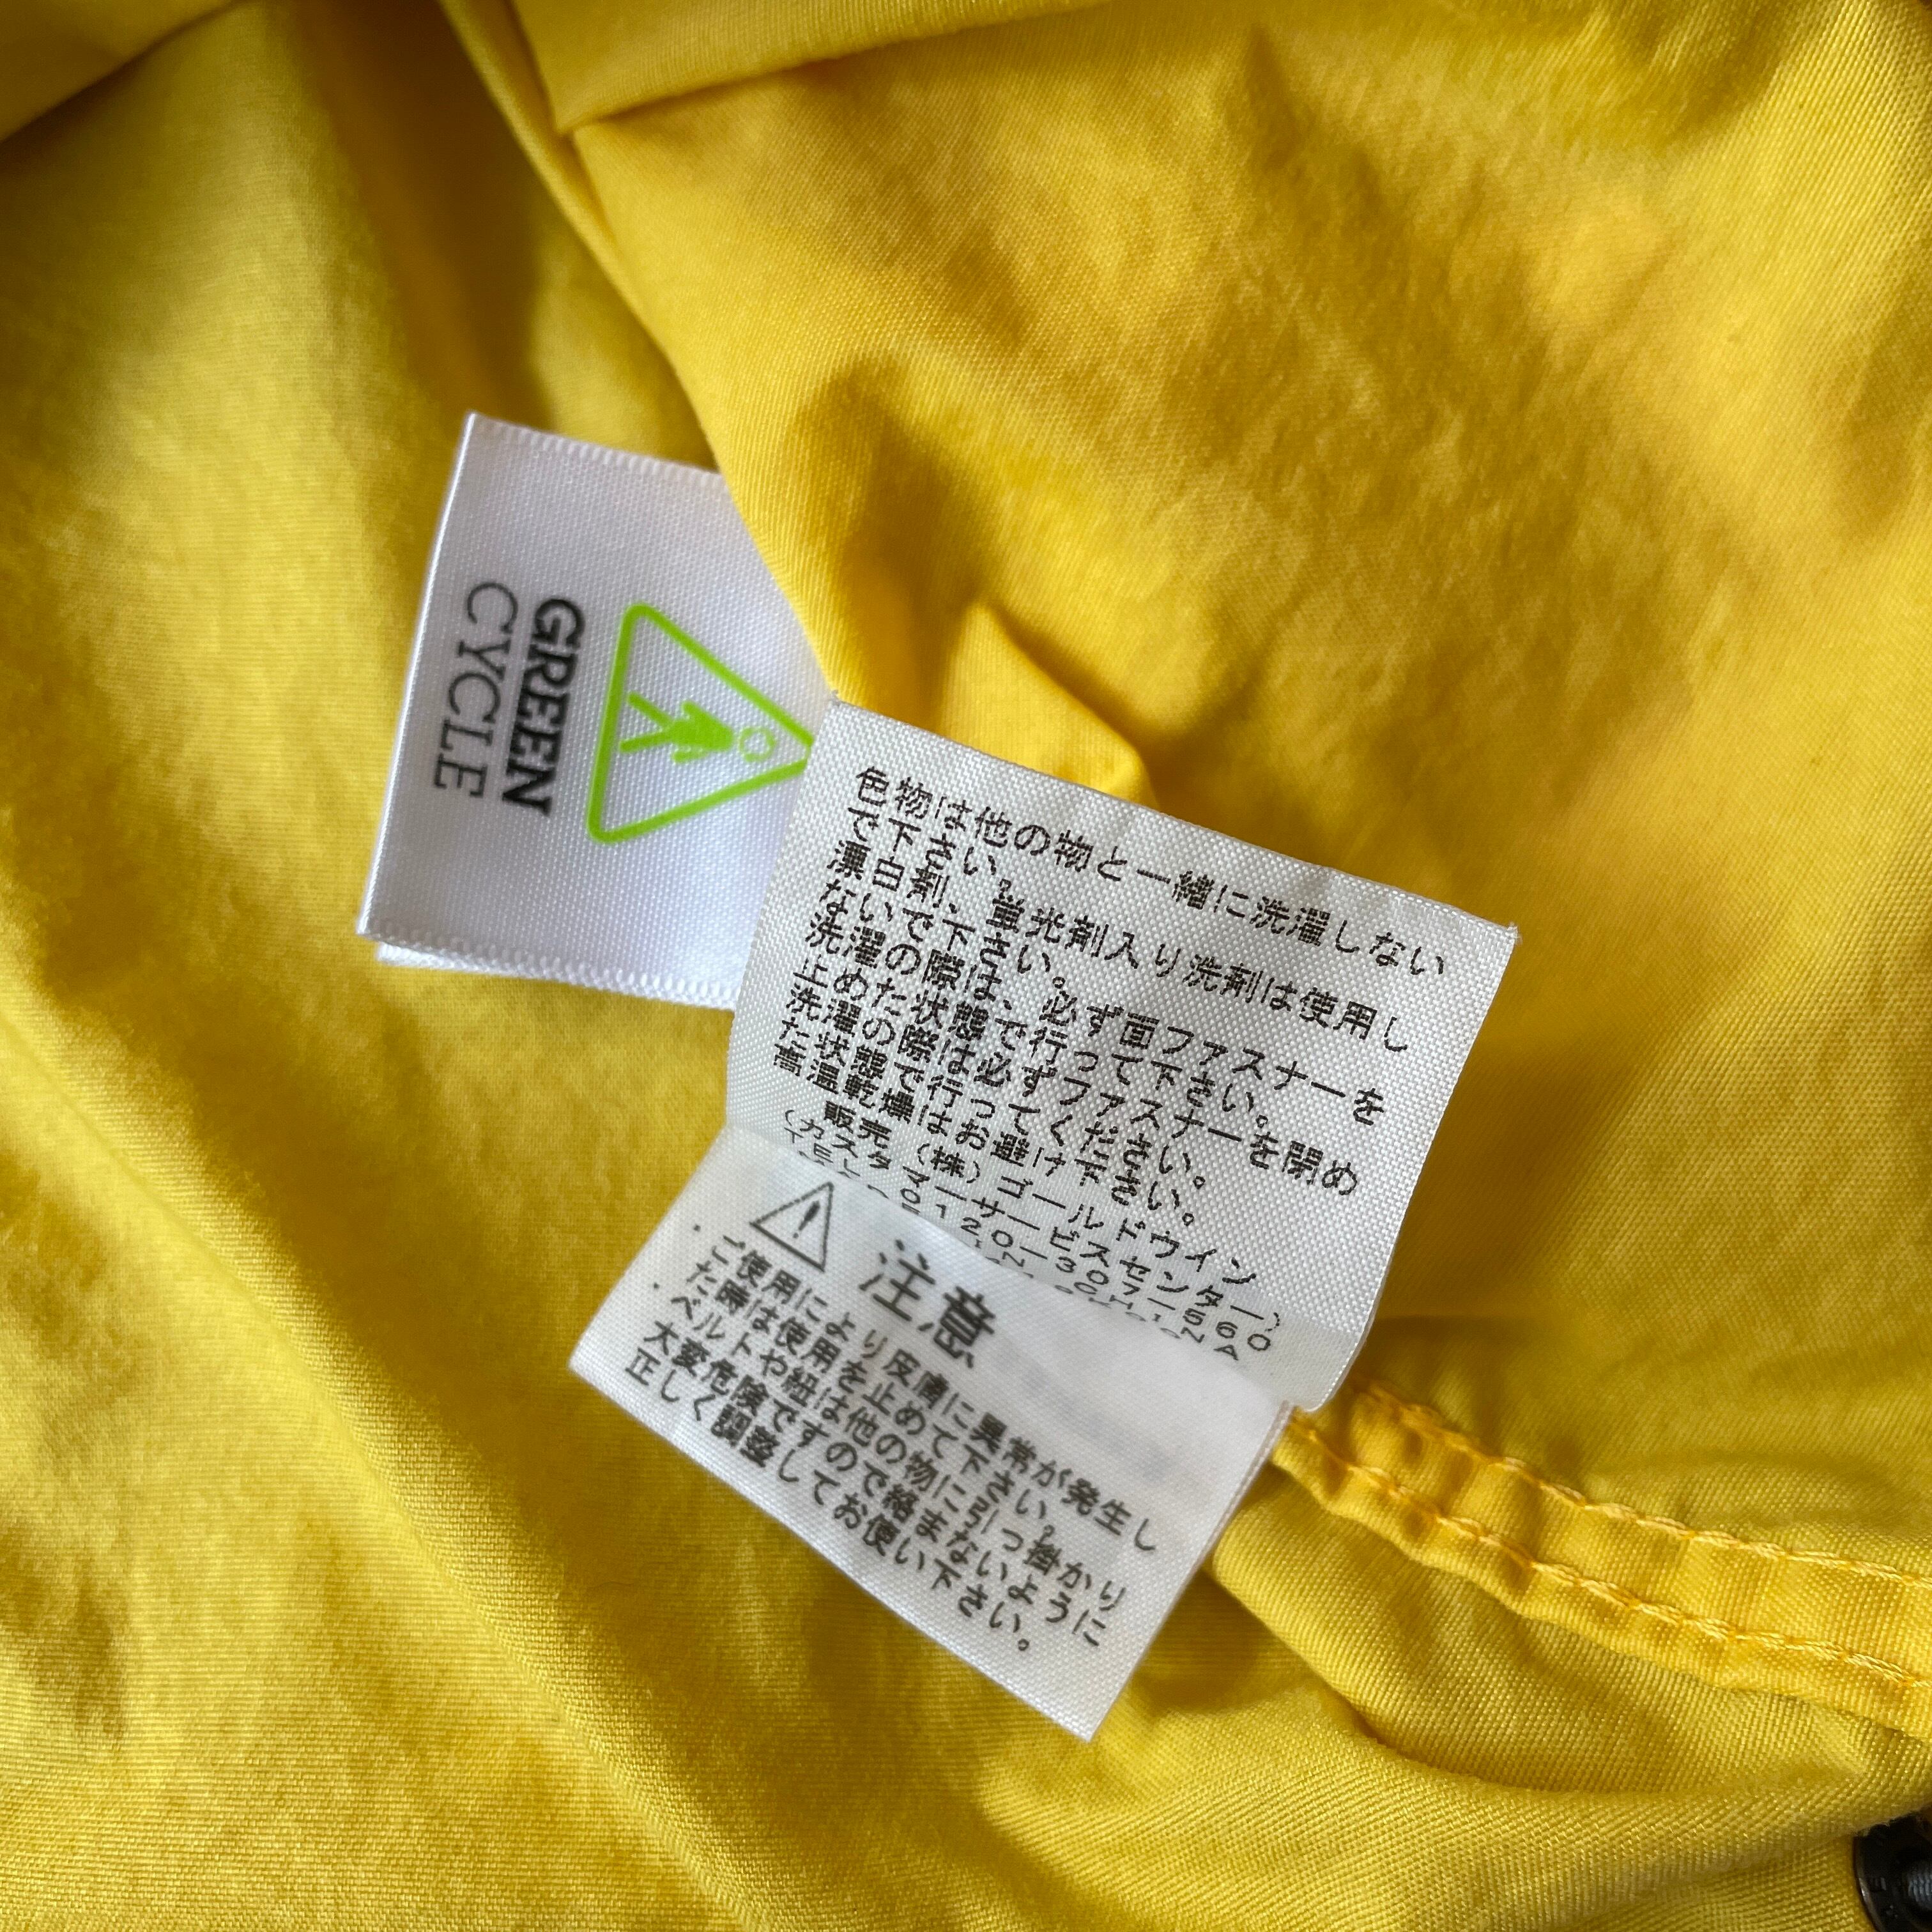 GREEN
CYCLE
色物は他の物と一緒に洗濯しない
で下さい。
漂白剤、蛍光剤入り洗剤は使用し
ないで下さい。
洗濯の際は、必ず面ファスナーを
止めた状態で行って下さい。
洗濯の際は必ずファスナーを閉め
た状態で行ってください。
高温乾燥はお避け下さい。
販売 (株)ゴールドウイン
(カスタマーサービスセンター)
TEL 0120-307-560
注意
・ご使用により皮膚に異常が発生し
た時は使用を止めて下さい。
・ベルトや紐は他の物に引っ掛かり
大変危険ですので絡まないように
正しく調整してお使い下さい。